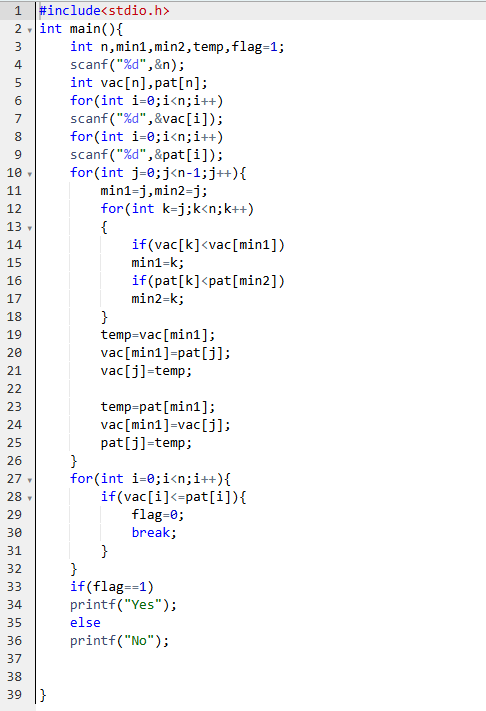 1 #include<stdio.h>
2 int main(){
3     int n,min1,min2,temp,flag=1;
4     scanf("%d",&n);
5     int vac[n],pat[n];
6     for(int i=0;i<n;i++)
7     scanf("%d",&vac[i]);
8     for(int i=0;i<n;i++)
9     scanf("%d",&pat[i]);
10     for(int j=0;j<n-1;j++){
11         min1=j,min2=j;
12         for(int k=j;k<n;k++)
13         {
14             if(vac[k]<vac[min1])
15             min1=k;
16             if(pat[k]<pat[min2])
17             min2=k;
18         }
19         temp=vac[min1];
20         vac[min1]=pat[j];
21         vac[j]=temp;
22
23         temp=pat[min1];
24         vac[min1]=vac[j];
25         pat[j]=temp;
26     }
27     for(int i=0;i<n;i++){
28         if(vac[i]<=pat[i]){
29             flag=0;
30             break;
31         }
32     }
33     if(flag==1)
34     printf("Yes");
35     else
36     printf("No");
37
38
39 }